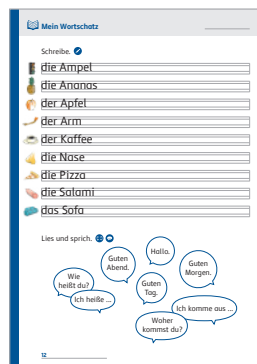 Mein Wortschatz
Schreibe.
die Ampel
die Ananas
der Apfel
der Arm
der Kaffee
die Nase
die Pizza
die Salami
das Sofa
Lies und sprich.
Guten
Abend.
Hallo.
Guten
Morgen.
Wie
heißt du?
Ich heiße ...
Guten
Tag.
Ich komme aus ...
Woher
kommst du?
12